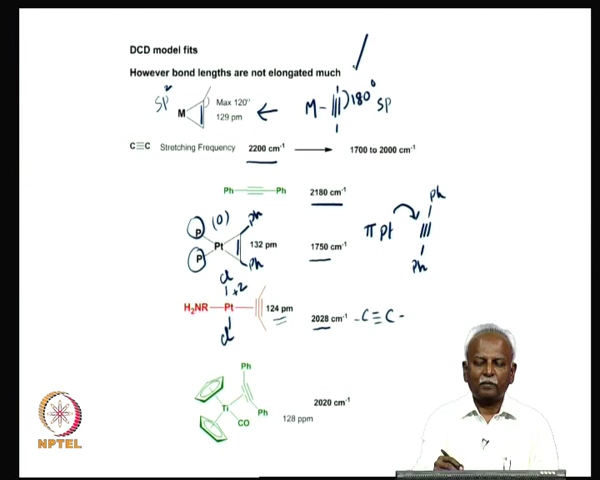 DCD model fits
However bond lengths are not elongated much
SP²
M
Max 120°
129 pm
M-
180°
SP
C≡C Stretching Frequency 2200 cm⁻¹ 1700 to 2000 cm⁻¹
Ph Ph 2180 cm⁻¹
P
P
Pt
(0)
Ph
Ph
132 pm 1750 cm⁻¹
π Pt
Ph
Ph
cl
+2
H₂NR Pt
cl
124 pm 2028 cm⁻¹ -C≡C-
Ph
Ti
Ph
CO
128 ppm
2020 cm⁻¹
NPTEL